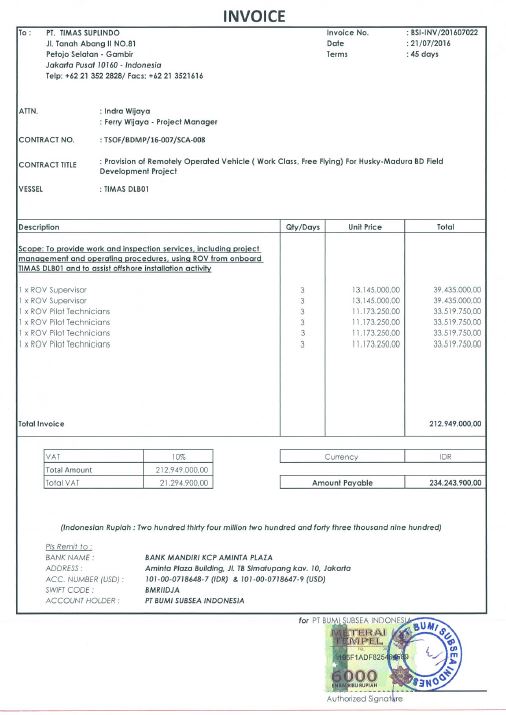 INVOICE
To : PT. TIMAS SUPLINDO
Jl. Tanah Abang II NO.81
Petojo Selatan - Gambir
Jakarta Pusat 10160 - Indonesia
Telp: +62 21 352 2828/ Facs: +62 21 3521616
Invoice No. : BSI-INV/201607022
Date : 21/07/2016
Terms : 45 days
ATTN. : Indra Wijaya
: Ferry Wijaya - Project Manager
CONTRACT NO. : TSOF/BDMP/16-007/SCA-008
CONTRACT TITLE : Provision of Remotely Operated Vehicle ( Work Class, Free Flying) For Husky-Madura BD Field
Development Project
VESSEL : TIMAS DLB01
Description Qty/Days Unit Price Total
Scope: To provide work and inspection services, including project
management and operating procedures, using ROV from onboard
TIMAS DLB01 and to assist offshore installation activity
1 x ROV Supervisor 3 13.145.000,00 39.435.000,00
1 x ROV Supervisor 3 13.145.000,00 39.435.000,00
1 x ROV Pilot Technicians 3 11.173.250,00 33.519.750,00
1 x ROV Pilot Technicians 3 11.173.250,00 33.519.750,00
1 x ROV Pilot Technicians 3 11.173.250,00 33.519.750,00
1 x ROV Pilot Technicians 3 11.173.250,00 33.519.750,00
Total Invoice 212.949.000,00
VAT 10%
Total Amount 212.949.000,00
Total VAT 21.294.900,00
Currency IDR
Amount Payable 234.243.900,00
(Indonesian Rupiah : Two hundred thirty four million two hundred and forty three thousand nine hundred)
Pls Remit to :
BANK NAME : BANK MANDIRI KCP AMINTA PLAZA
ADDRESS : Aminta Plaza Building, Jl. TB Simatupang kav. 10, Jakarta
ACC. NUMBER (USD) : 101-00-0718648-7 (IDR) & 101-00-0718647-9 (USD)
SWIFT CODE : BMRIIDJA
ACCOUNT HOLDER : PT BUMI SUBSEA INDONESIA
for PT BUMI SUBSEA INDONESIA
METERAI
TEMPEL
6000
ENAM RIBU RUPIAH
BUMI SUBSEA INDONESIA
Authorized Signature